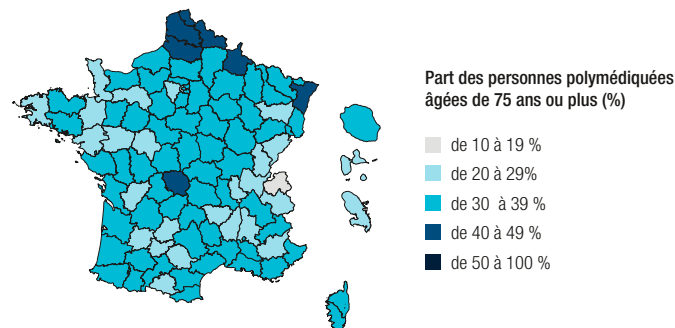 Part des personnes polymédiquées
âgées de 75 ans ou plus (%)
de 10 à 19 %
de 20 à 29%
de 30 à 39 %
de 40 à 49 %
de 50 à 100 %